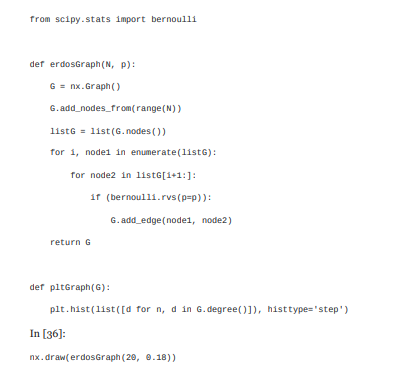 from scipy.stats import bernoulli
def erdosGraph(N, p):
    G = nx.Graph()
    G.add_nodes_from(range(N))
    listG = list(G.nodes())
    for i, node1 in enumerate(listG):
        for node2 in listG[i+1:]:
            if (bernoulli.rvs(p=p)):
                G.add_edge(node1, node2)
    return G
def pltGraph(G):
    plt.hist(list([d for n, d in G.degree()]), histtype='step')
In [36]:
nx.draw(erdosGraph(20, 0.18))